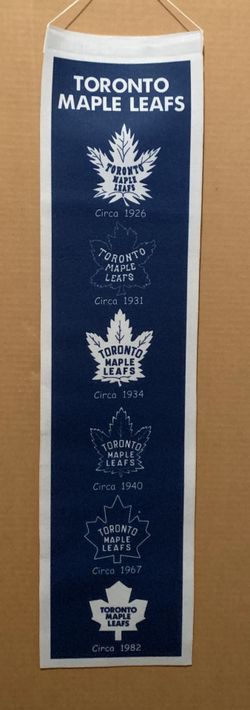 TORONTO
MAPLE LEAFS
TORONTO
MAPLE
LEAFS
Circa 1926
TORONTO
MAPLE
LEAFS
Circa 1931
TORONTO
MAPLE
LEAFS
Circa 1934
TORONTO
MAPLE
LEAFS
Circa 1940
TORONTO
MAPLE
LEAFS
Circa 1967
TORONTO
MAPLE
LEAFS
Circa 1982